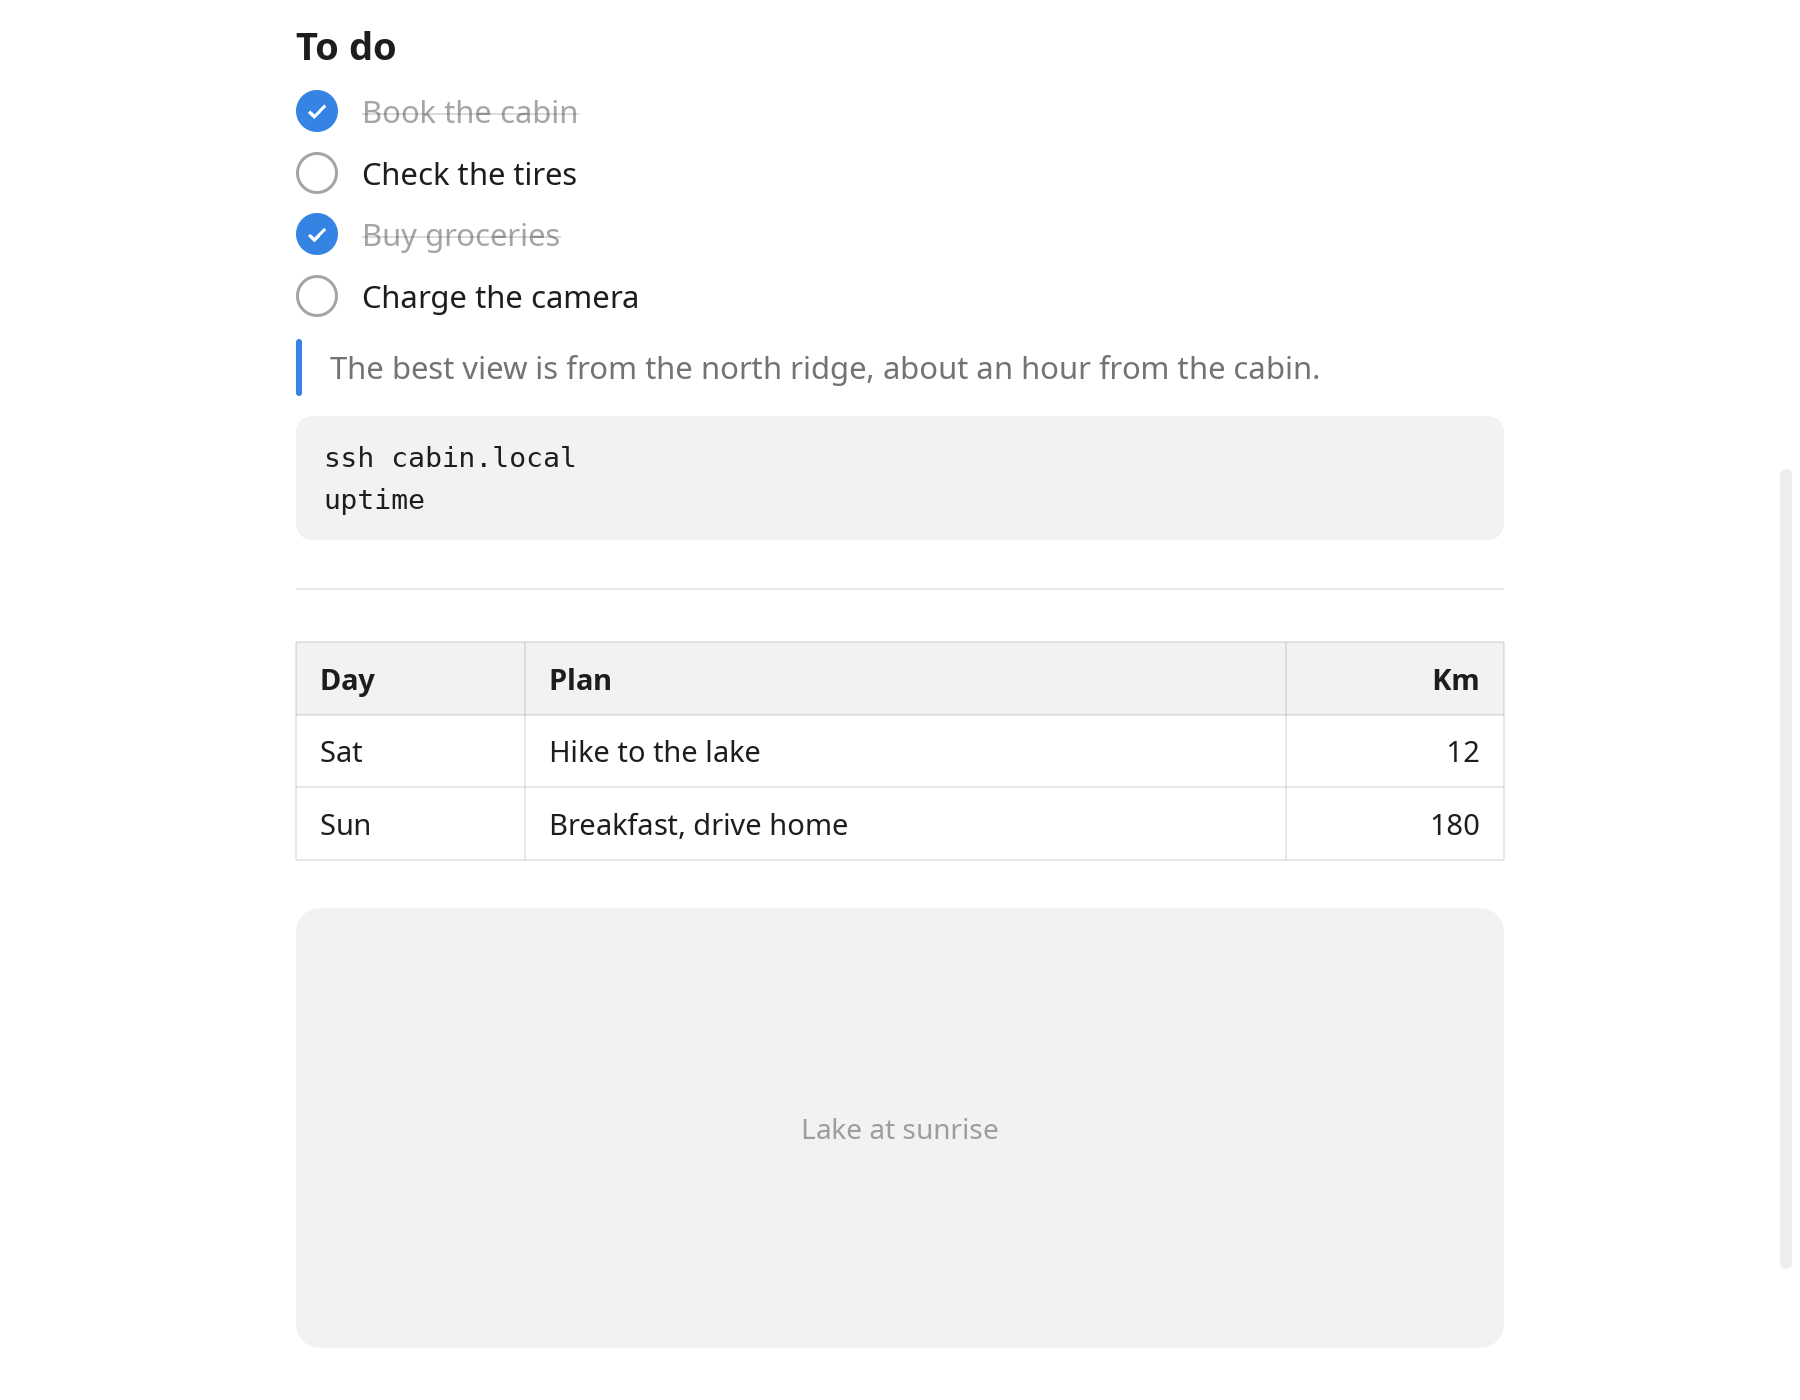 To do
Book the cabin
Check the tires
Buy groceries
Charge the camera
The best view is from the north ridge, about an hour from the cabin.
ssh cabin.local
uptime
Day Plan Km
Sat Hike to the lake 12
Sun Breakfast, drive home 180
Lake at sunrise